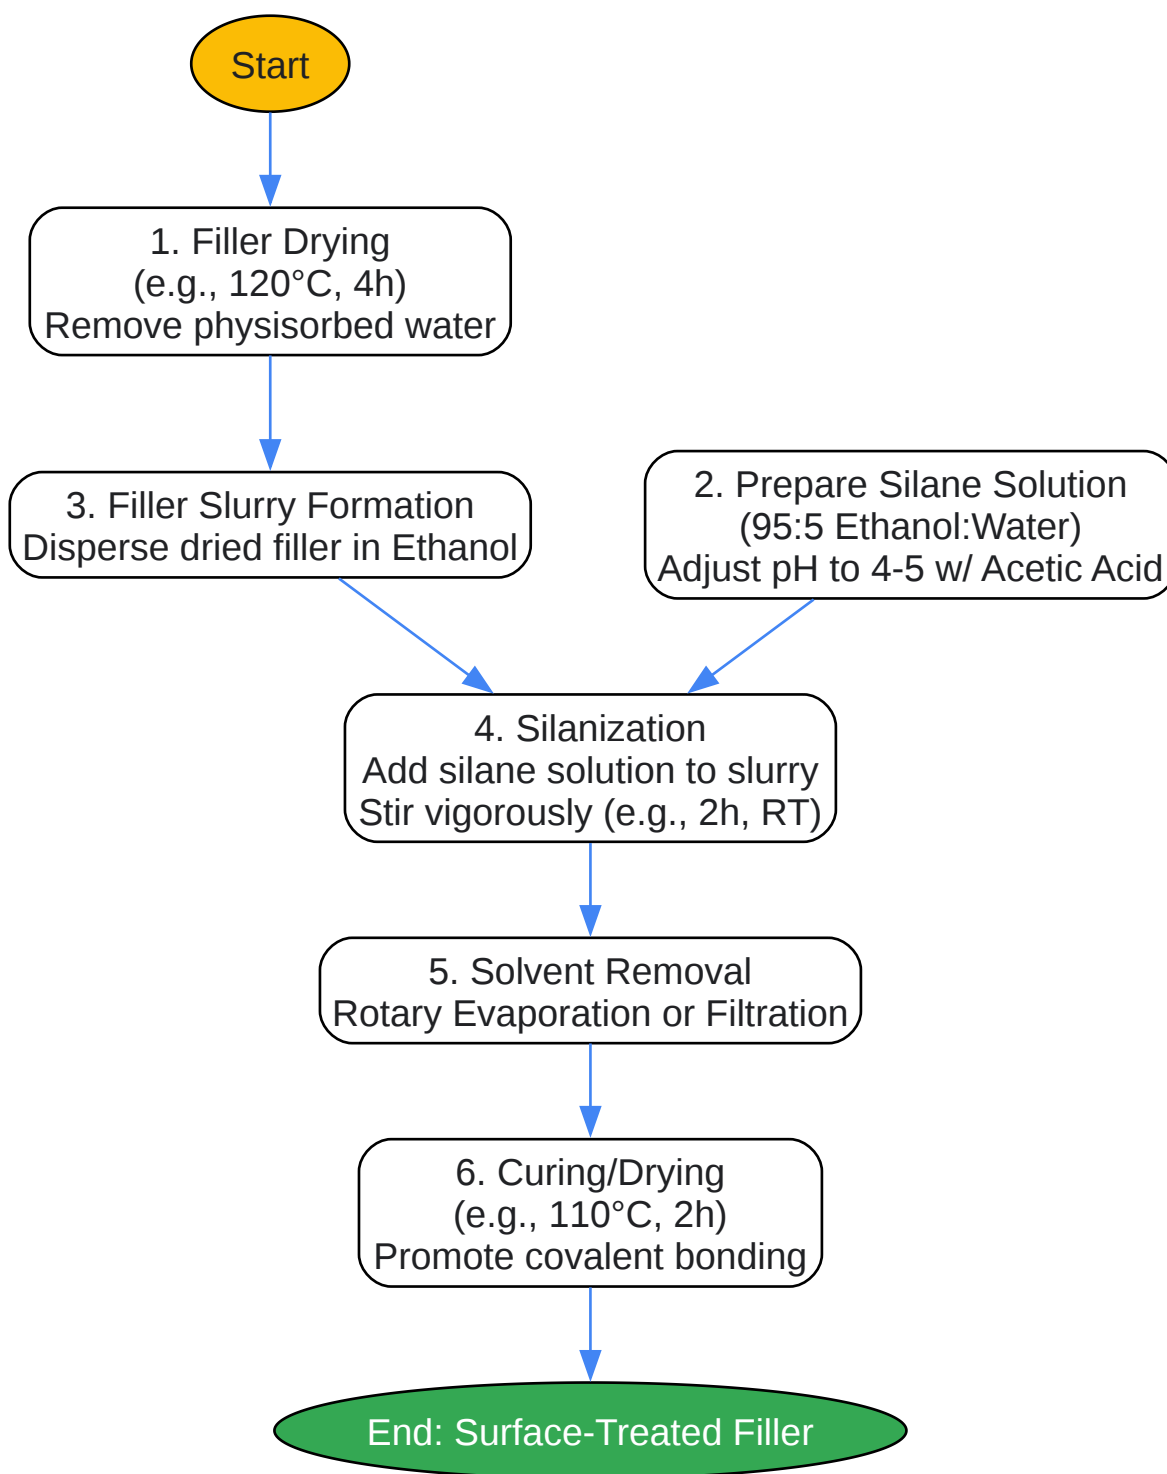 Start
1. Filler Drying
(e.g., 120°C, 4h)
Remove physisorbed water
3. Filler Slurry Formation
Disperse dried filler in Ethanol
2. Prepare Silane Solution
(95:5 Ethanol:Water)
Adjust pH to 4-5 w/ Acetic Acid
4. Silanization
Add silane solution to slurry
Stir vigorously (e.g., 2h, RT)
5. Solvent Removal
Rotary Evaporation or Filtration
6. Curing/Drying
(e.g., 110°C, 2h)
Promote covalent bonding
End: Surface-Treated Filler